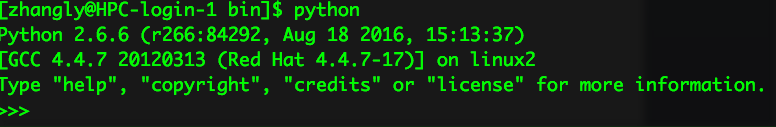 [zhangly@HPC-login-1 bin]$ python
Python 2.6.6 (r266:84292, Aug 18 2016, 15:13:37)
[GCC 4.4.7 20120313 (Red Hat 4.4.7-17)] on linux2
Type "help", "copyright", "credits" or "license" for more information.
>>>